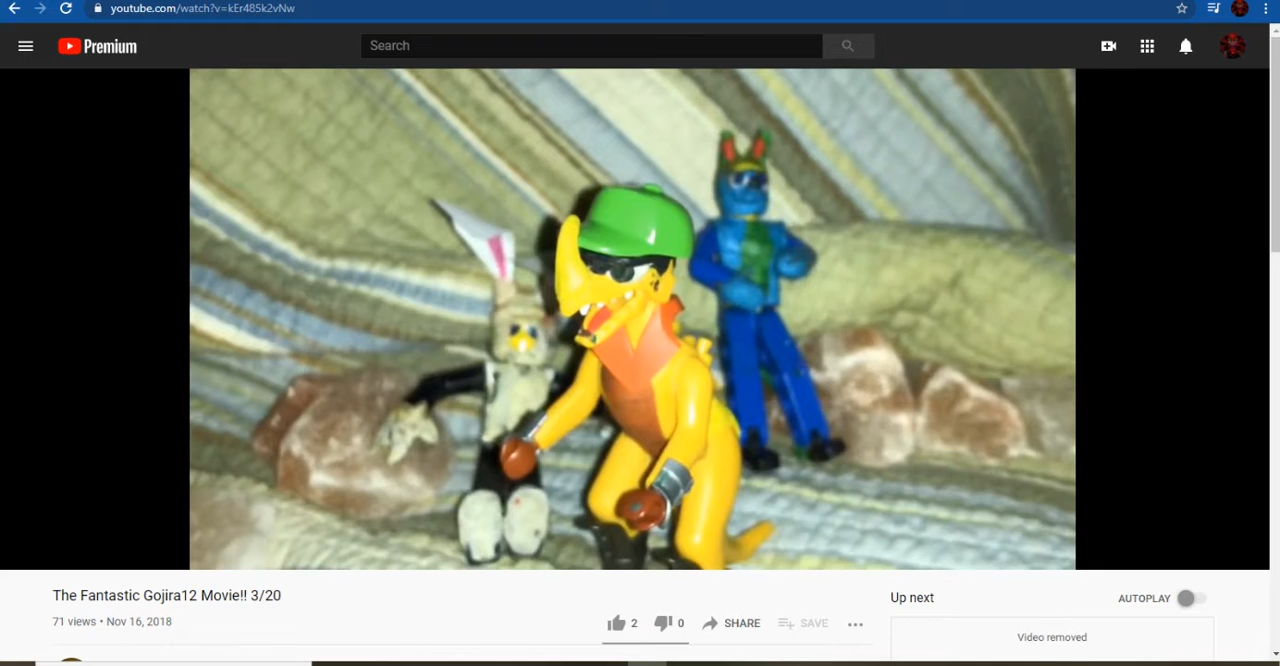 youtube.com/watch?v=kEr485k2vNw
Premium
Search
The Fantastic Gojira12 Movie!! 3/20
71 views • Nov 16, 2018
2
0
SHARE
SAVE
Up next
AUTOPLAY
Video removed